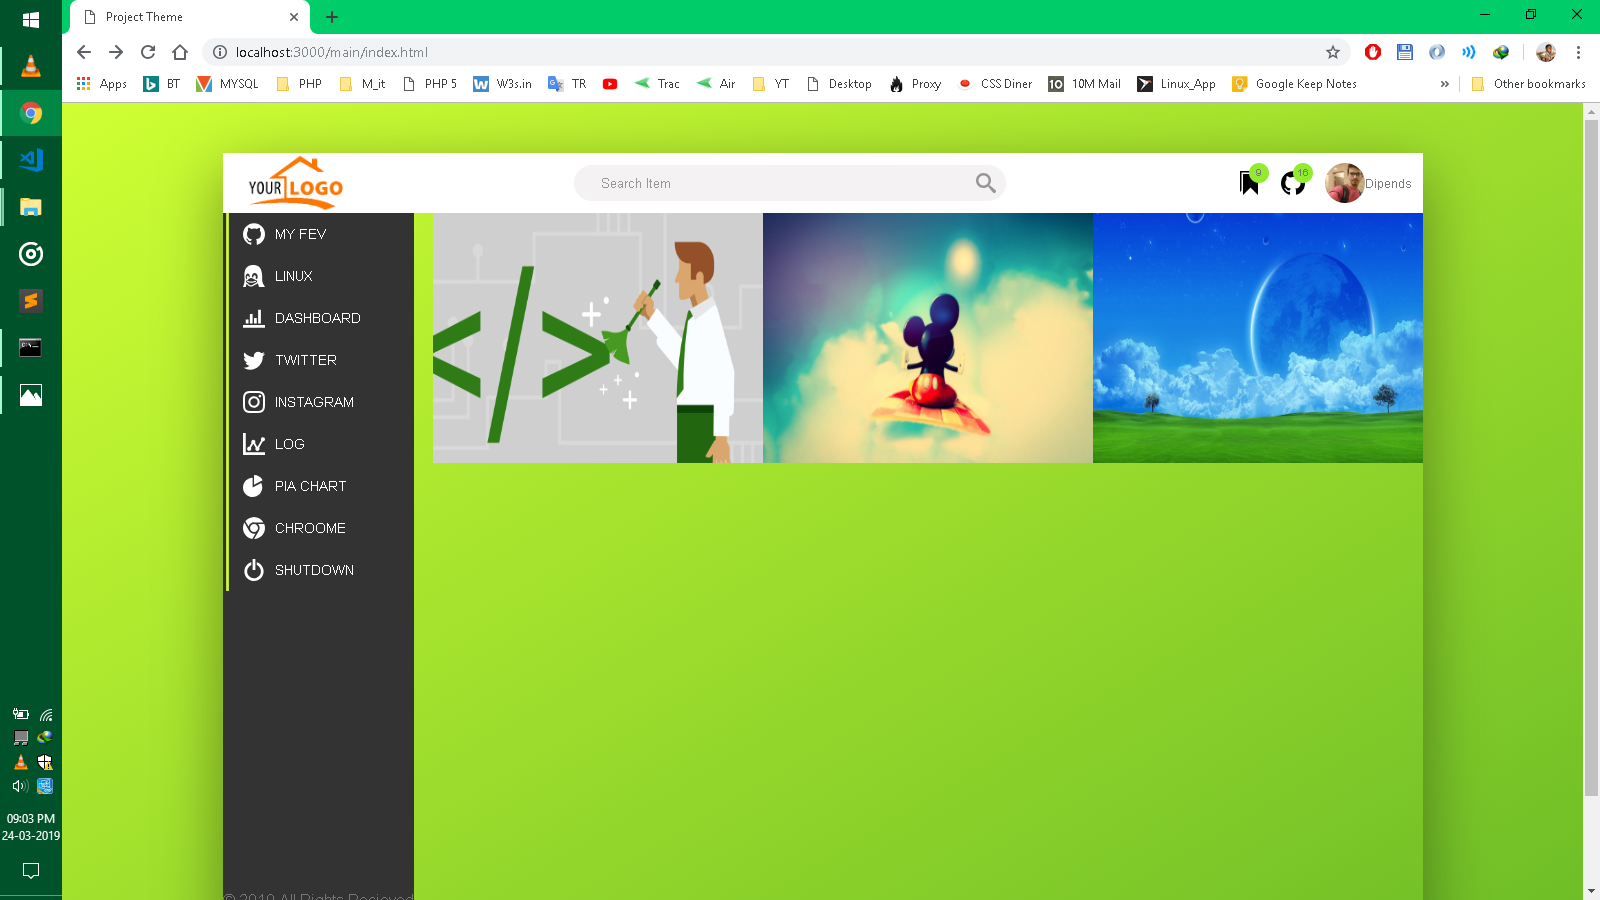 Project Theme
localhost:3000/main/index.html
Apps BT MYSQL PHP M_it PHP 5 W3s.in TR Trac Air YT Desktop Proxy CSS Diner 10 10M Mail Linux_App Google Keep Notes » Other bookmarks
YOUR LOGO
Search Item
9
16
Dipends
MY FEV
LINUX
DASHBOARD
TWITTER
INSTAGRAM
LOG
PIA CHART
CHROOME
SHUTDOWN
</>
09:03 PM
24-03-2019
© 2019 All Rights Recieved